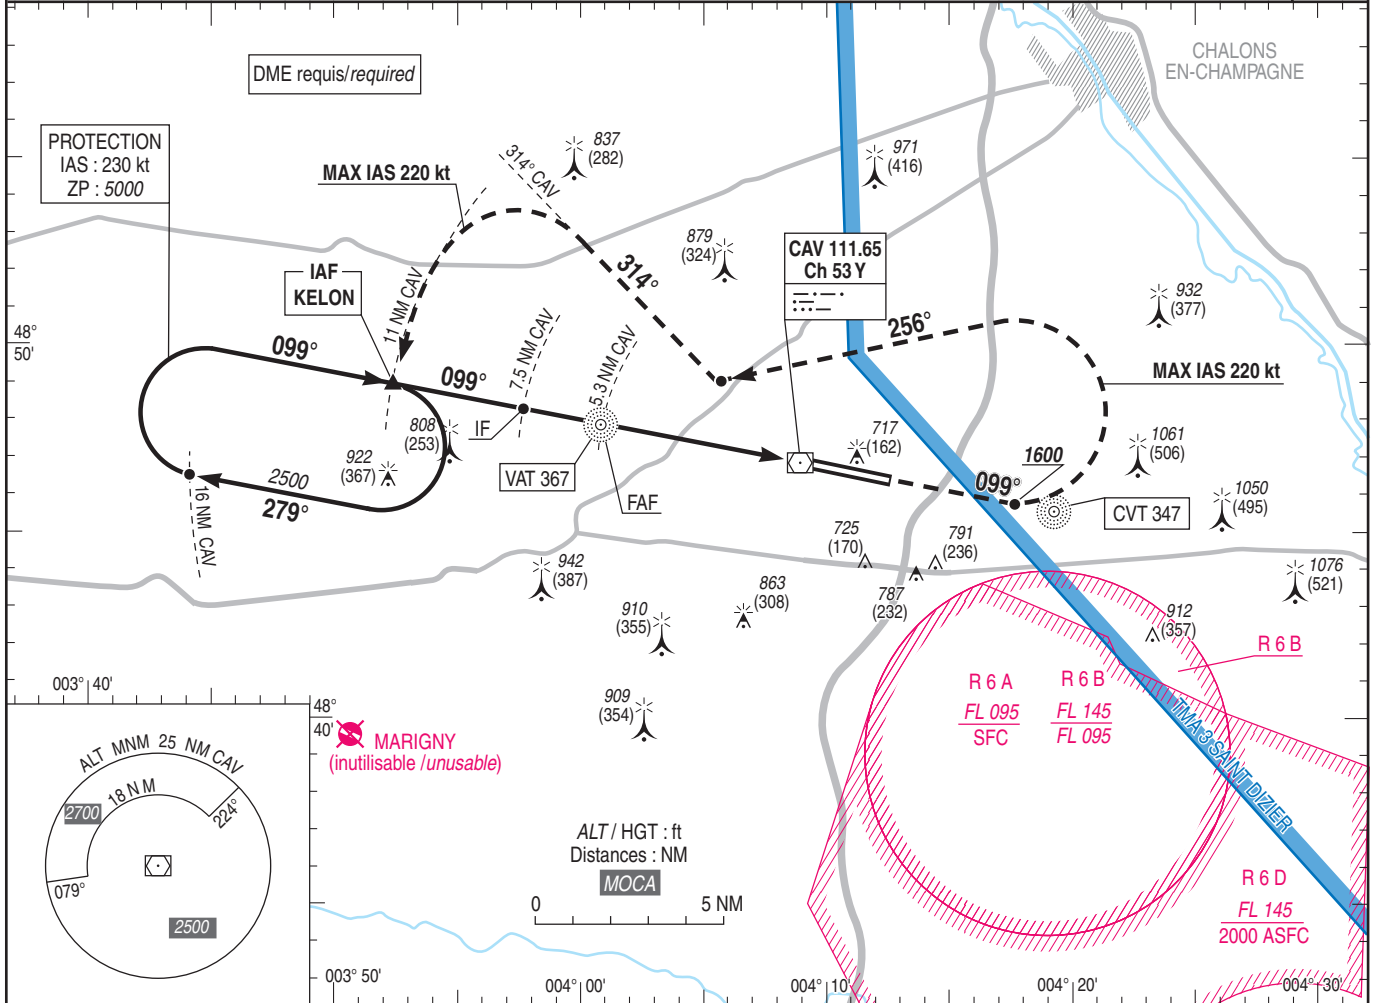 CHALONS
EN-CHAMPAGNE
DME requis/required
PROTECTION
IAS : 230 kt
ZP : 5000
MAX IAS 220 kt
314° CAV
837
(282)
971
(416)
879
(324)
314°
CAV 111.65
Ch 53 Y
IAF
KELON
11 NM CAV
932
(377)
256°
48°
50'
099°
099°
7.5 NM CAV
5.3 NM CAV
MAX IAS 220 kt
808
(253)
IF
922
(367)
717
(162)
1061
(506)
1600
VAT 367
FAF
2500
279°
16 NM CAV
099°
CVT 347
1050
(495)
725
(170)
791
(236)
942
(387)
787
(232)
863
(308)
1076
(521)
910
(355)
912
(357)
R 6 B
R 6 A
FL 095
SFC
R 6 B
FL 145
FL 095
003° 40'
909
(354)
48°
40'
MARIGNY
(inutilisable /unusable)
TMA 3 SAINT DIZIER
ALT MNM 25 NM CAV
18 N M
2700
224°
079°
2500
ALT / HGT : ft
Distances : NM
MOCA
0 5 NM
R 6 D
FL 145
2000 ASFC
003° 50'
004° 00'
004° 10'
004° 20'
004° 30'